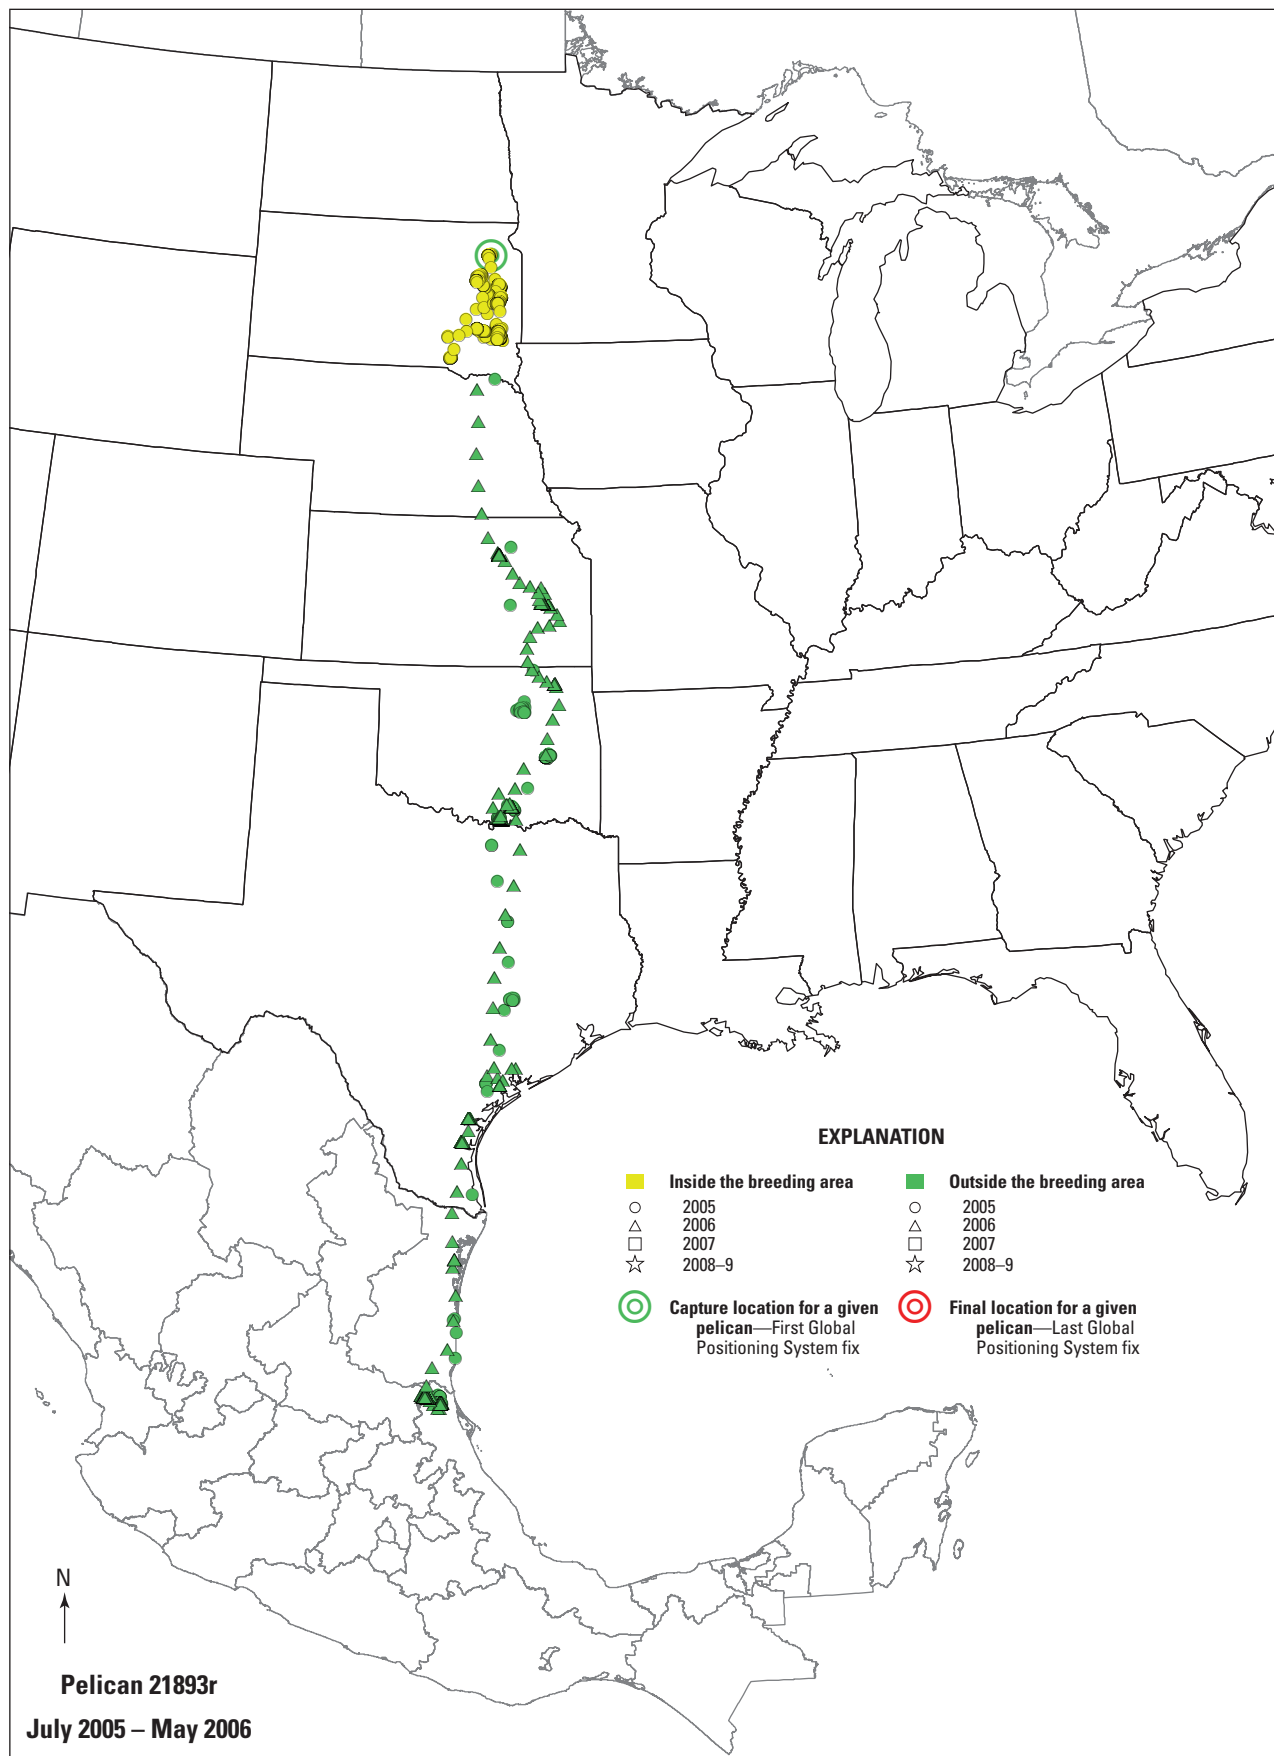 EXPLANATION
Inside the breeding area
2005
2006
2007
2008–9
Capture location for a given
pelican—First Global
Positioning System fix
Outside the breeding area
2005
2006
2007
2008–9
Final location for a given
pelican—Last Global
Positioning System fix
N
Pelican 21893r
July 2005 – May 2006